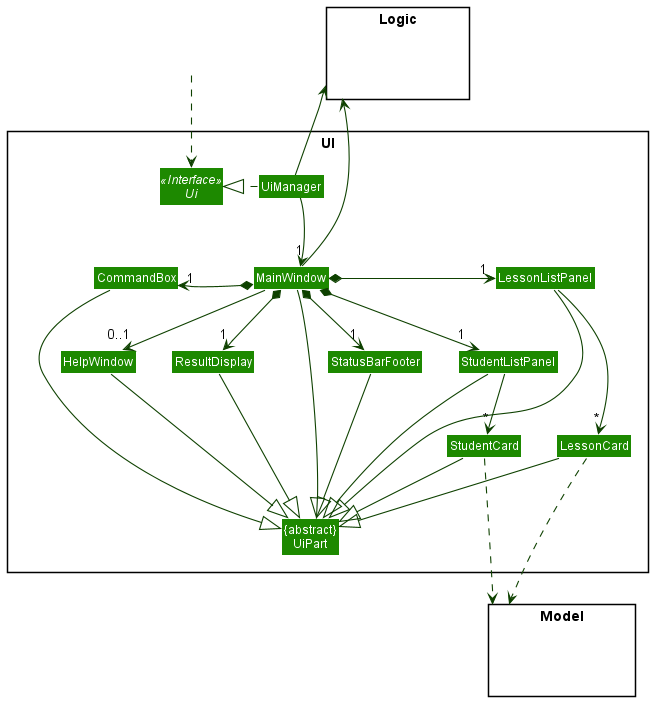 Logic
UI
«Interface»
Ui
UiManager
1
CommandBox
1
MainWindow
1
LessonListPanel
0..1
1
1
1
HelpWindow
ResultDisplay
StatusBarFooter
StudentListPanel
*
*
StudentCard
LessonCard
{abstract}
UiPart
Model